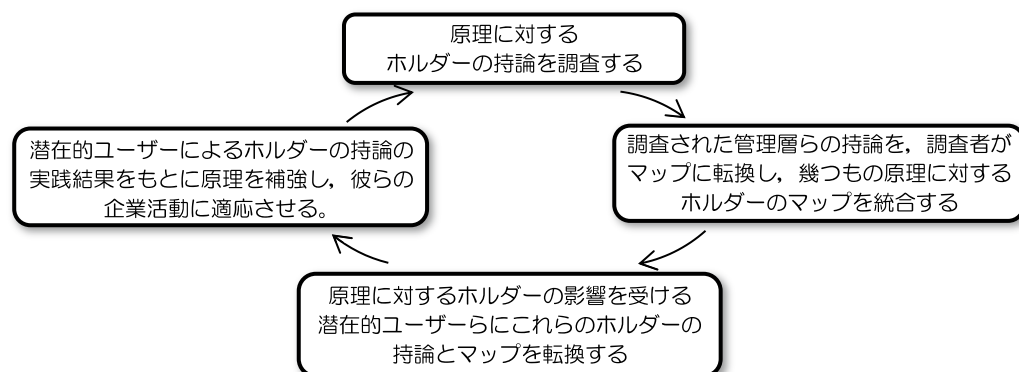 原理に対する
ホルダーの持論を調査する
調査された管理層らの持論を，調査者が
マップに転換し，幾つもの原理に対する
ホルダーのマップを統合する
原理に対するホルダーの影響を受ける
潜在的ユーザーらにこれらのホルダーの
持論とマップを転換する
潜在的ユーザーによるホルダーの持論の
実践結果をもとに原理を補強し，彼らの
企業活動に適応させる。